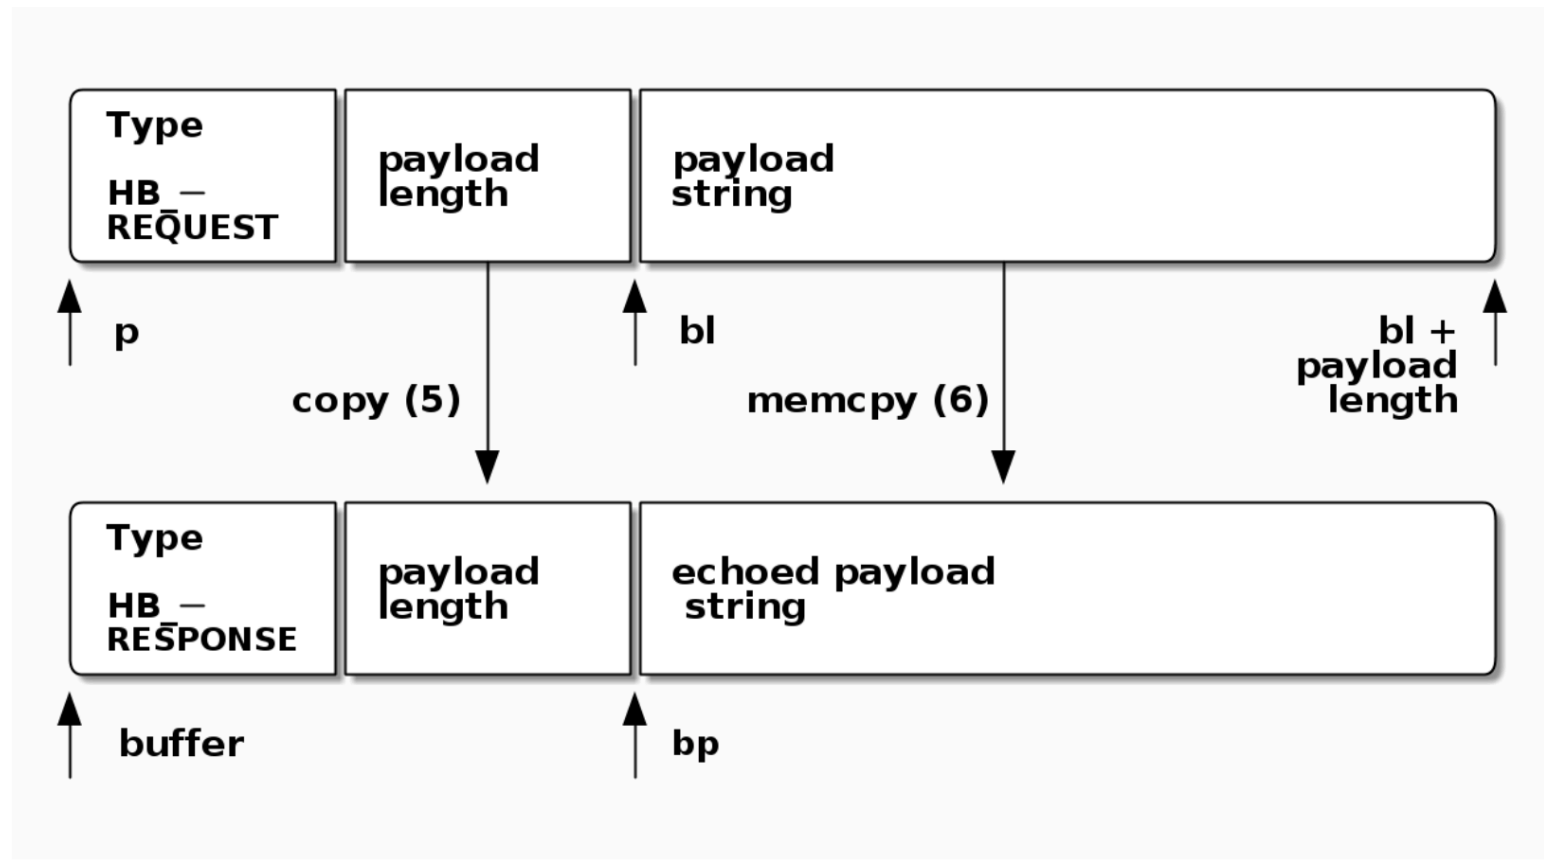 Type
HB_—
REQUEST
payload
length
payload
string
p
bl
bl +
payload
length
copy (5)
memcpy (6)
Type
HB_—
RESPONSE
payload
length
echoed payload
string
buffer
bp